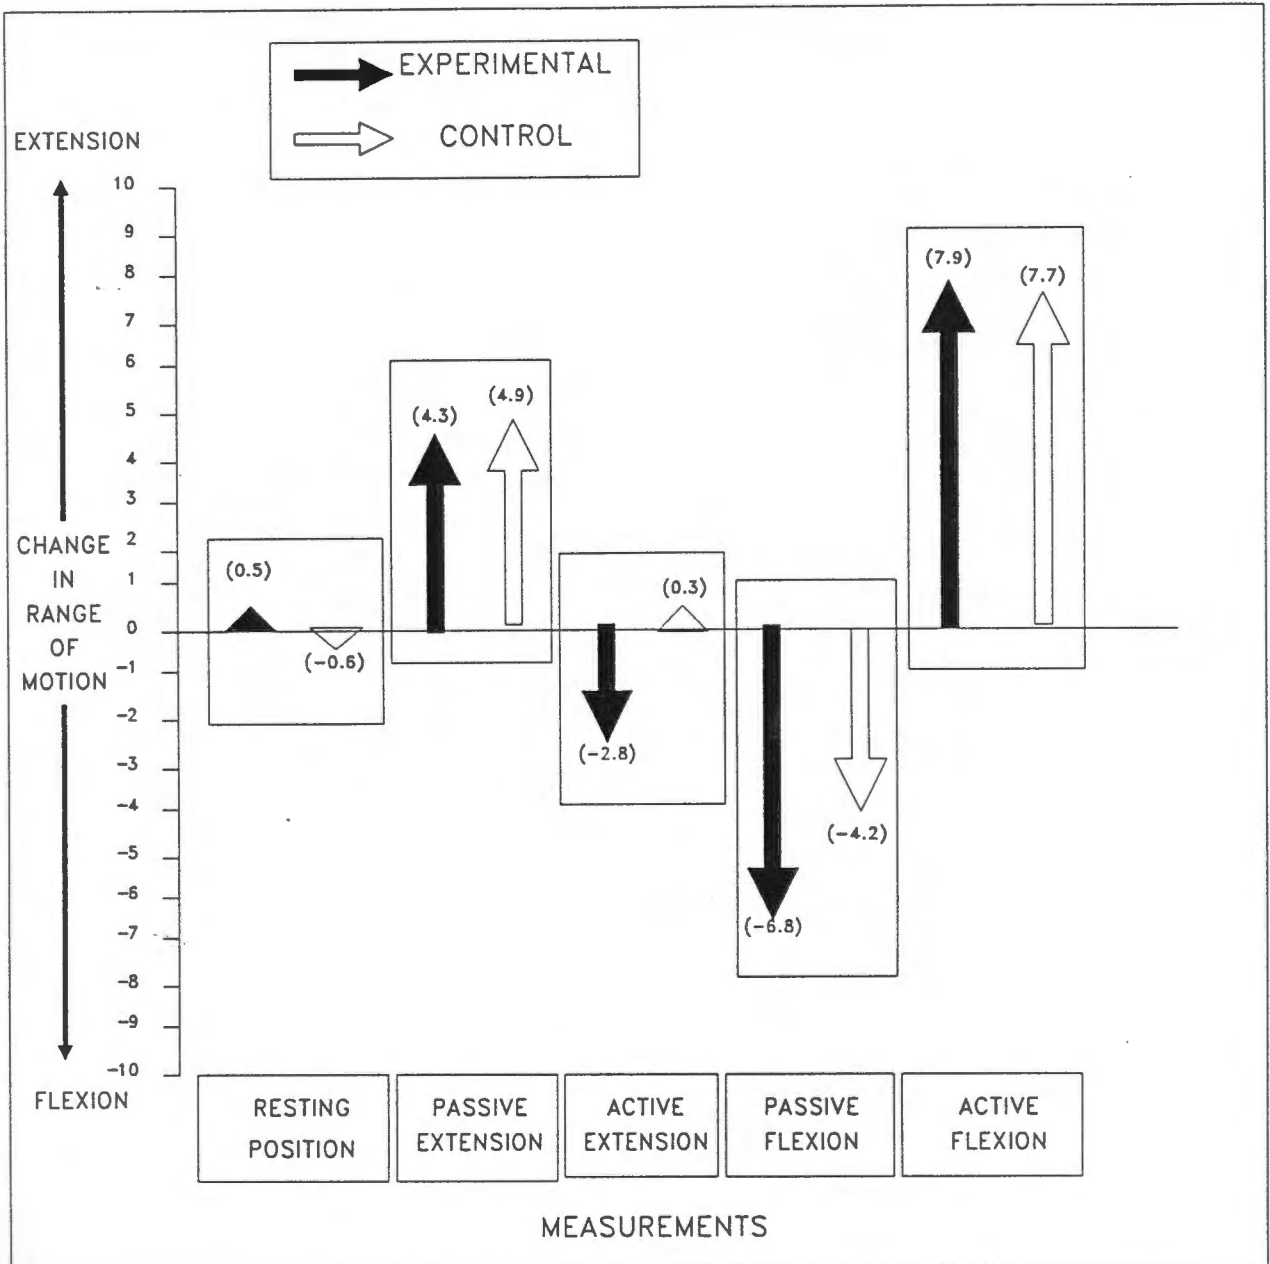 EXPERIMENTAL
CONTROL
EXTENSION
10
9
8
7
6
5
4
3
2
1
0
-1
-2
-3
-4
-5
-6
-7
-8
-9
-10
CHANGE
IN
RANGE
OF
MOTION
FLEXION
(0.5)
(-0.6)
(4.3)
(4.9)
(-2.8)
(0.3)
(-6.8)
(-4.2)
(7.9)
(7.7)
RESTING
POSITION
PASSIVE
EXTENSION
ACTIVE
EXTENSION
PASSIVE
FLEXION
ACTIVE
FLEXION
MEASUREMENTS